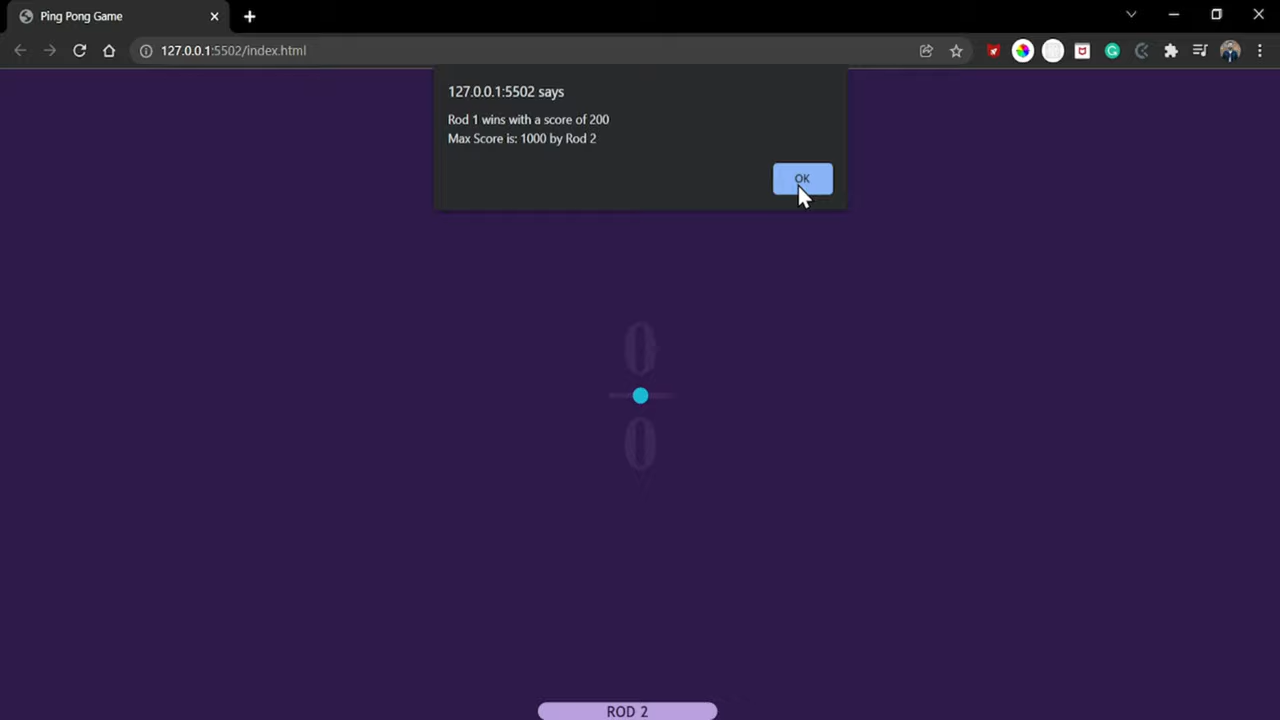 Ping Pong Game
127.0.0.1:5502/index.html
127.0.0.1:5502 says
Rod 1 wins with a score of 200
Max Score is: 1000 by Rod 2
OK
0
0
ROD 2